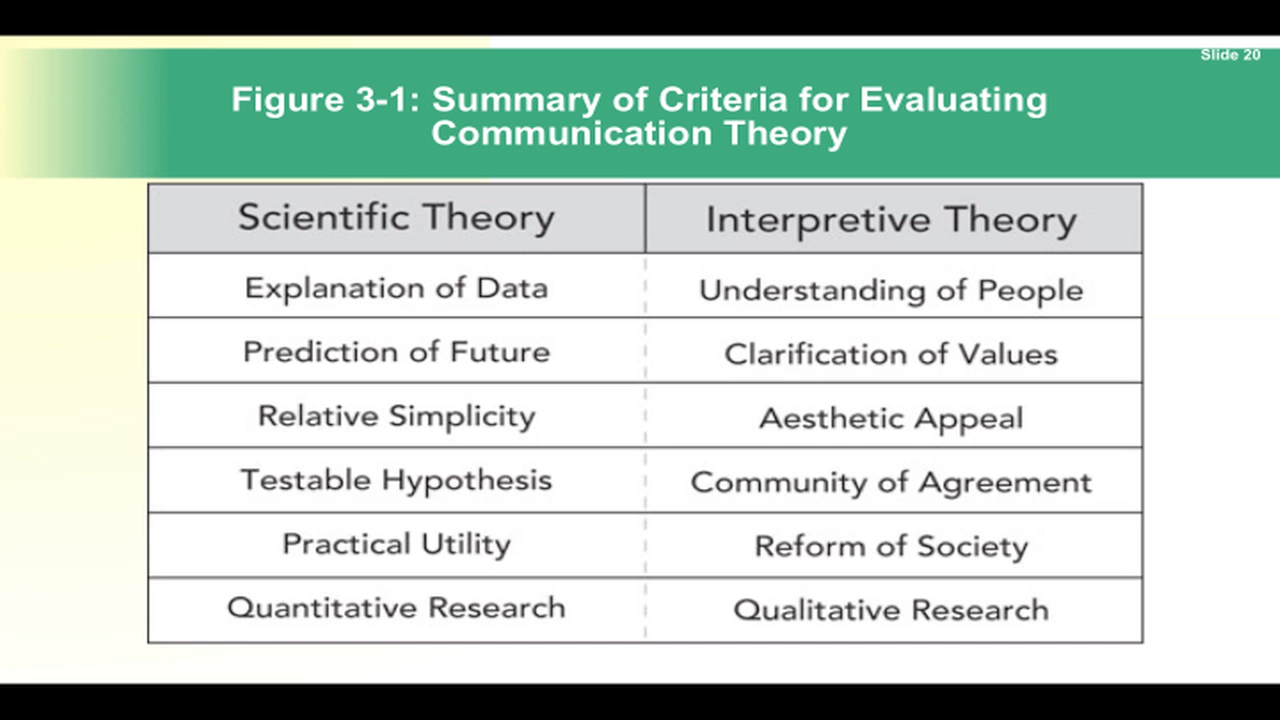 Slide 20
Figure 3-1: Summary of Criteria for Evaluating
Communication Theory
Scientific Theory
Interpretive Theory
Explanation of Data
Understanding of People
Prediction of Future
Clarification of Values
Relative Simplicity
Aesthetic Appeal
Testable Hypothesis
Community of Agreement
Practical Utility
Reform of Society
Quantitative Research
Qualitative Research